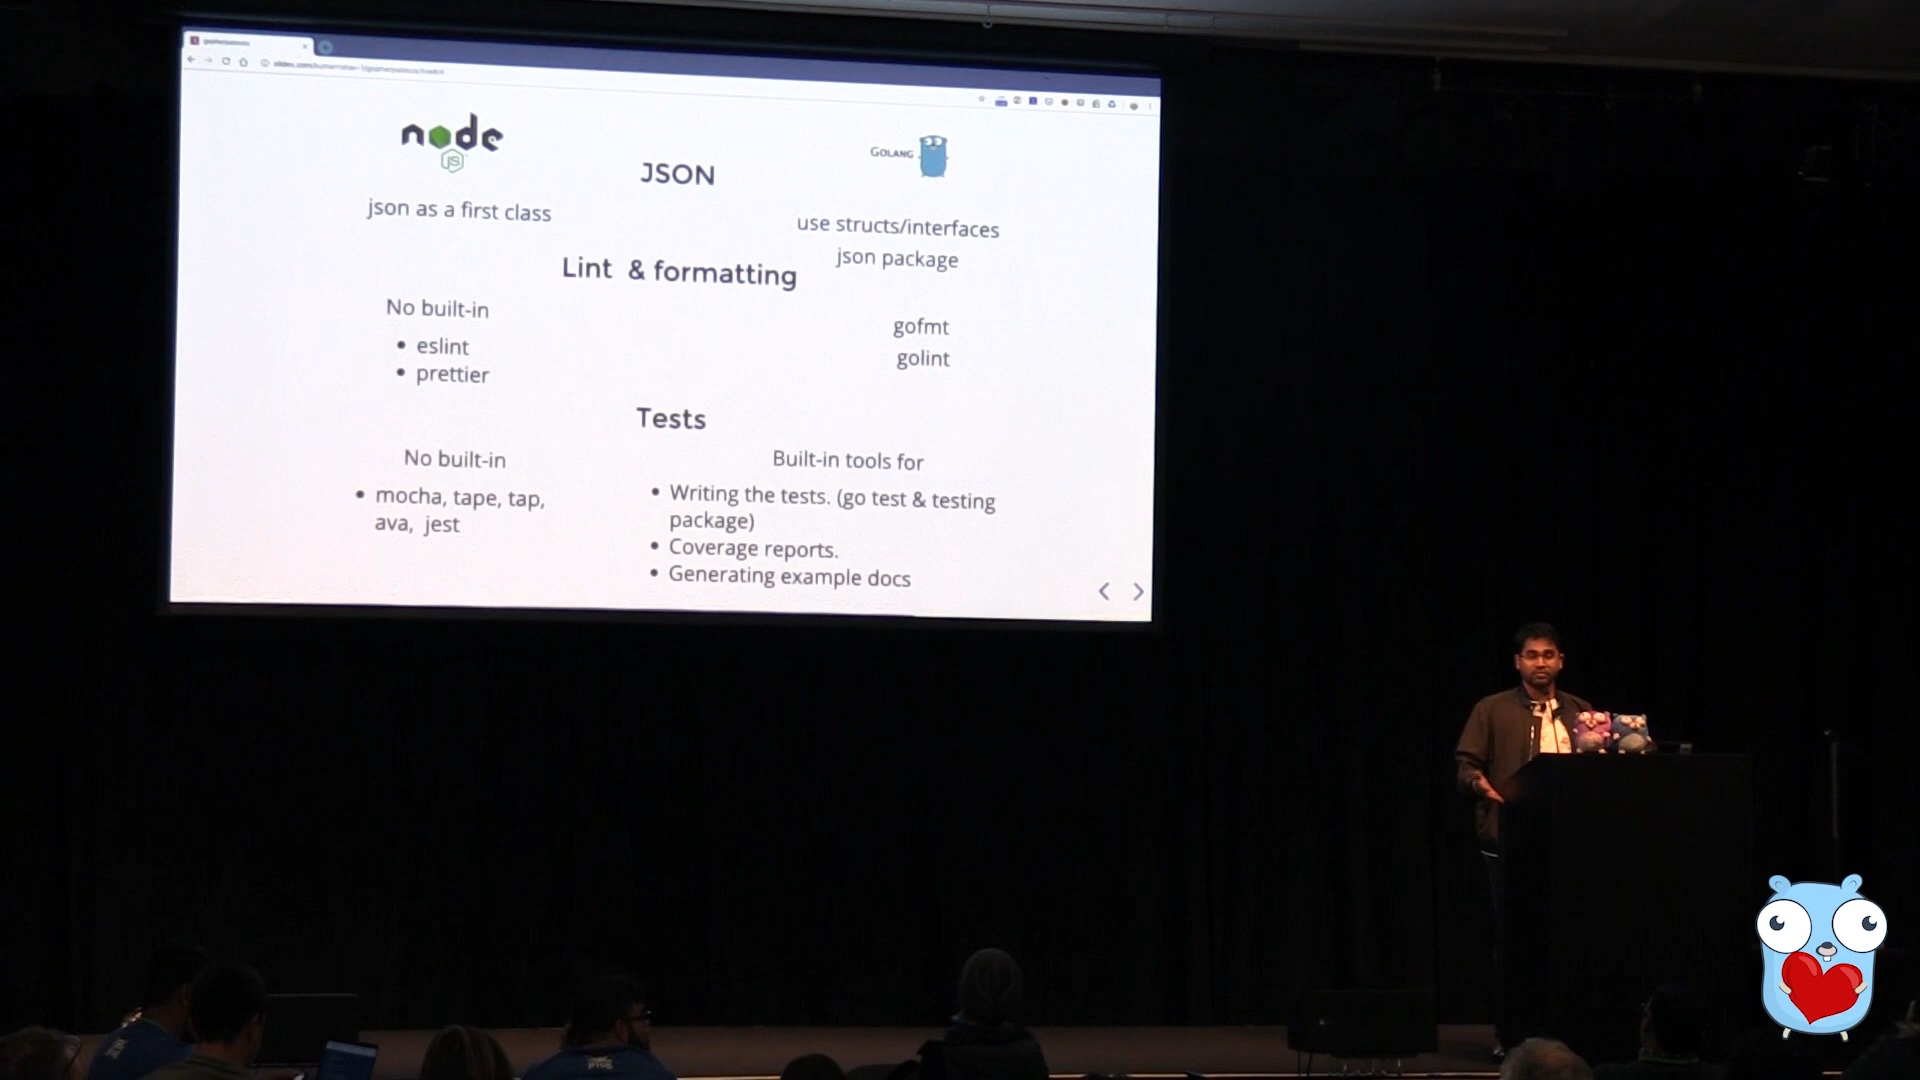 node
JS
GOLANG
JSON
json as a first class
use structs/interfaces
json package
Lint & formatting
No built-in
• eslint
• prettier
gofmt
golint
Tests
No built-in
• mocha, tape, tap,
ava, jest
Built-in tools for
• Writing the tests. (go test & testing
package)
• Coverage reports.
• Generating example docs